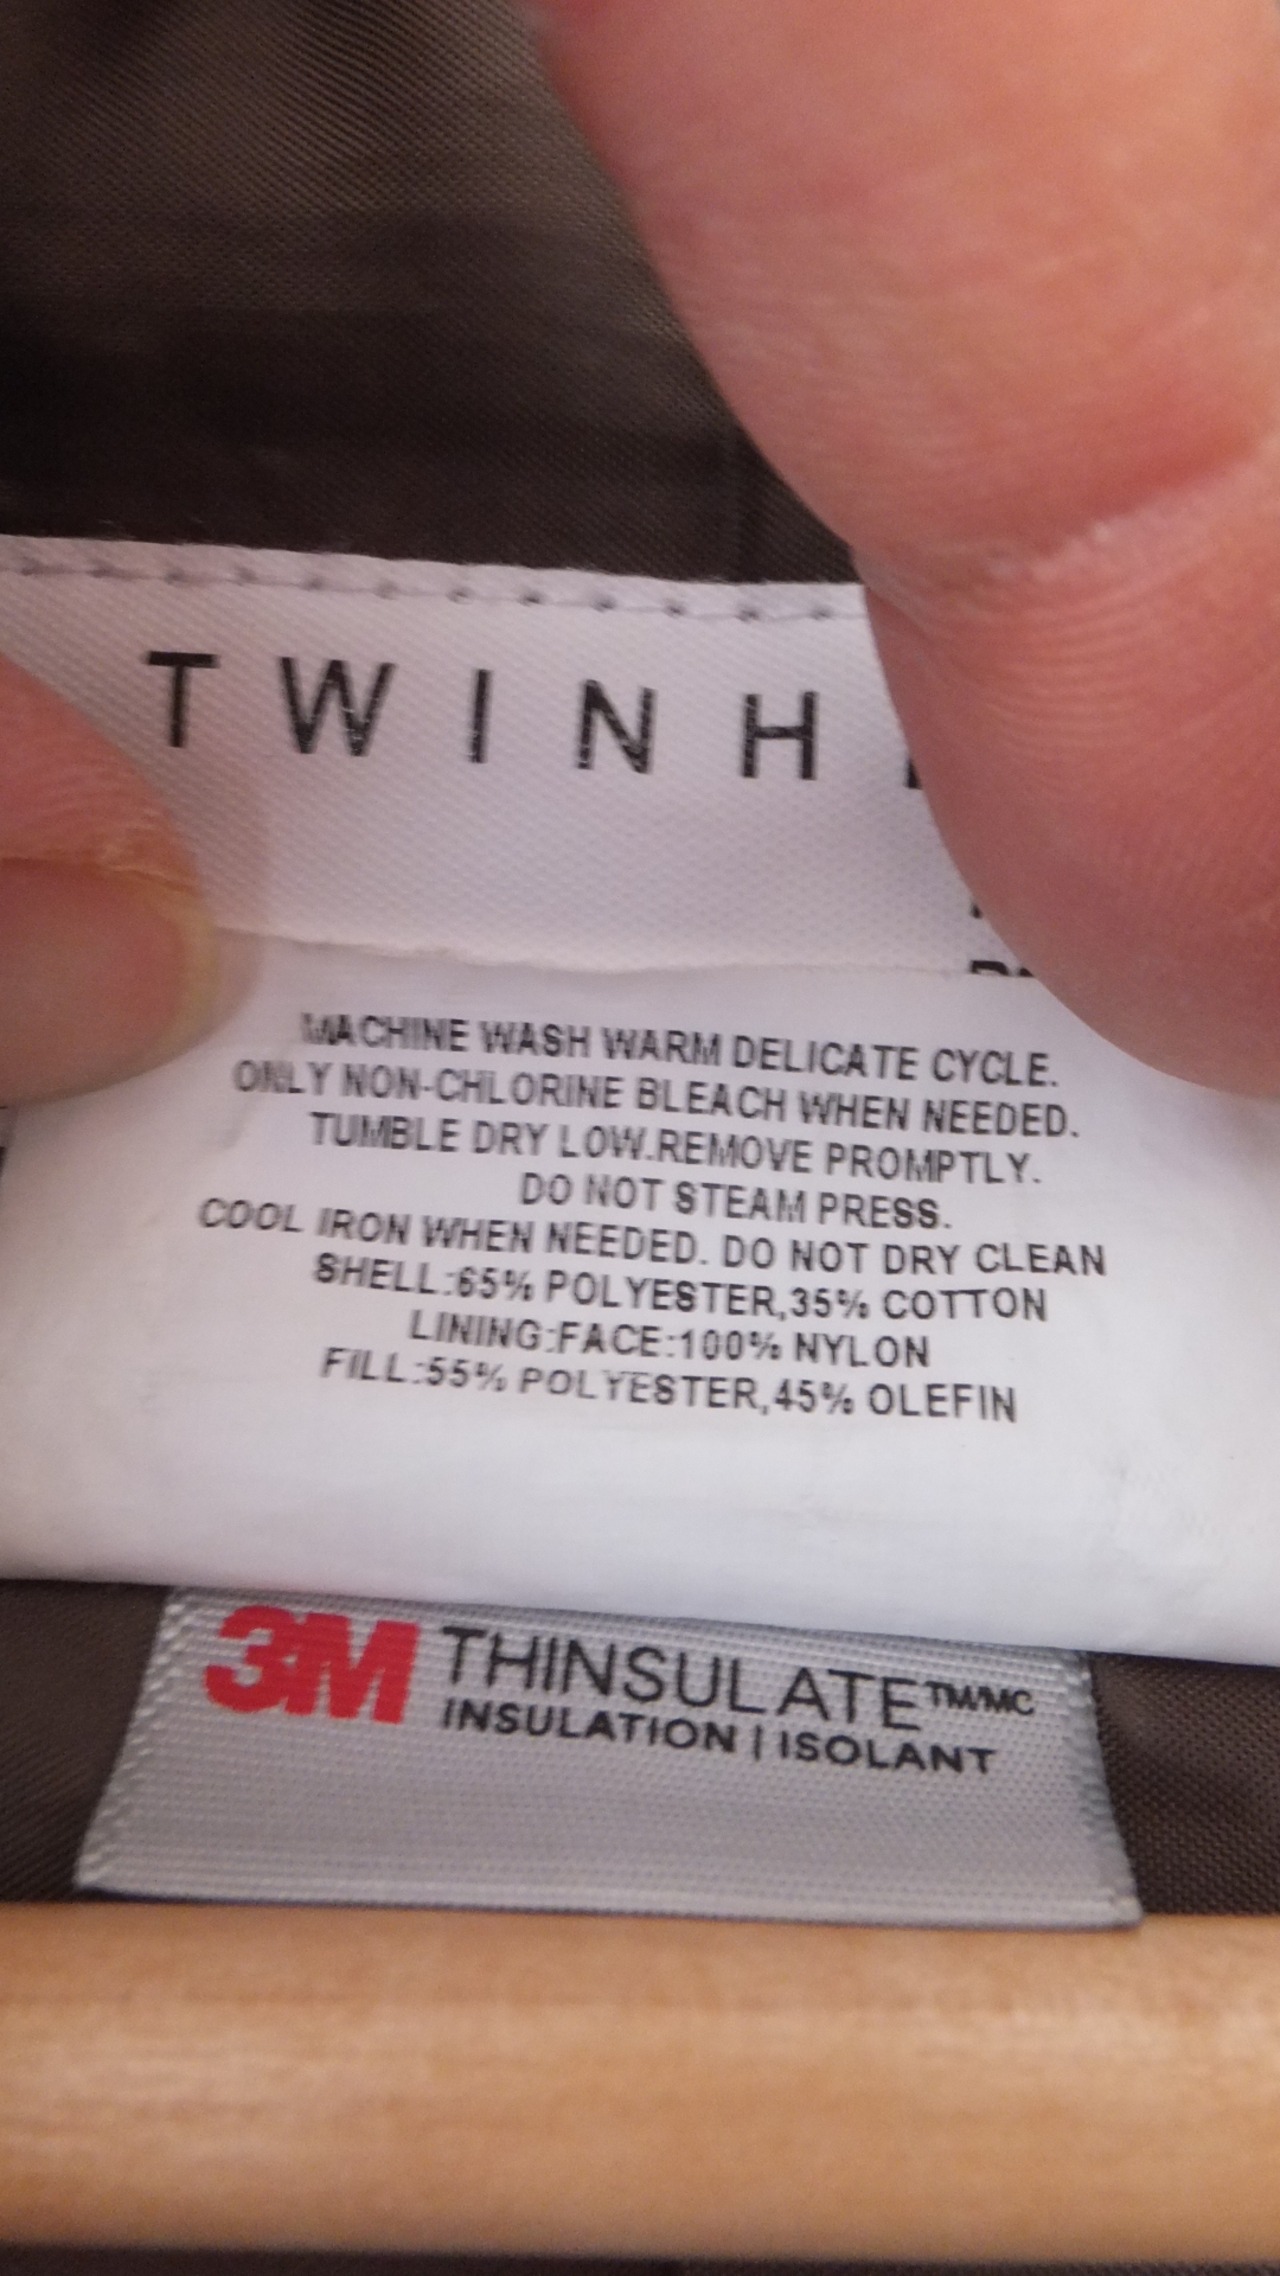 T W I N H
MACHINE WASH WARM DELICATE CYCLE.
ONLY NON-CHLORINE BLEACH WHEN NEEDED.
TUMBLE DRY LOW.REMOVE PROMPTLY.
DO NOT STEAM PRESS.
COOL IRON WHEN NEEDED. DO NOT DRY CLEAN
SHELL:65% POLYESTER,35% COTTON
LINING:FACE:100% NYLON
FILL:55% POLYESTER,45% OLEFIN
3M THINSULATE™/MC
INSULATION | ISOLANT